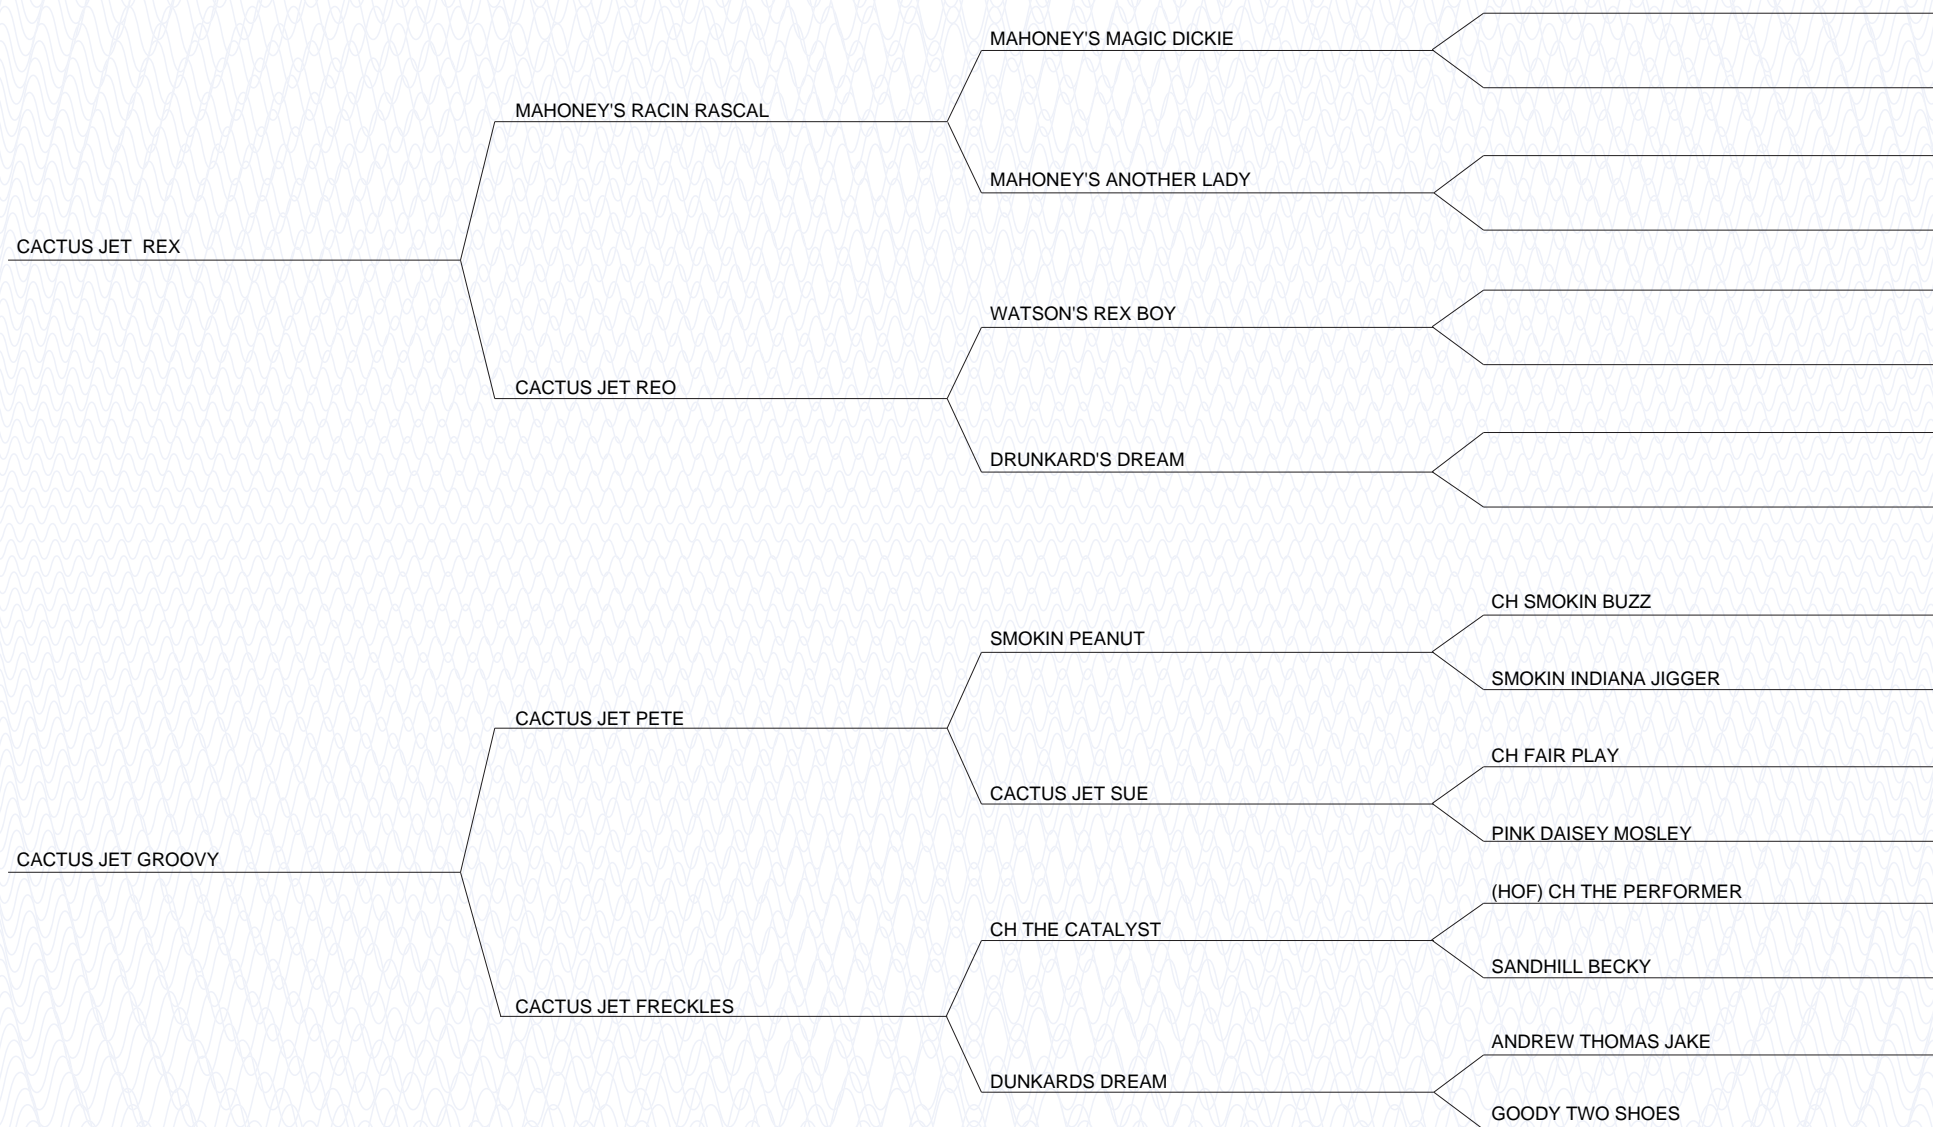 MAHONEY'S MAGIC DICKIE
MAHONEY'S RACIN RASCAL
MAHONEY'S ANOTHER LADY
CACTUS JET  REX
WATSON'S REX BOY
CACTUS JET REO
DRUNKARD'S DREAM
CH SMOKIN BUZZ
SMOKIN PEANUT
SMOKIN INDIANA JIGGER
CACTUS JET PETE
CH FAIR PLAY
CACTUS JET SUE
PINK DAISEY MOSLEY
CACTUS JET GROOVY
(HOF) CH THE PERFORMER
CH THE CATALYST
SANDHILL BECKY
CACTUS JET FRECKLES
ANDREW THOMAS JAKE
DUNKARDS DREAM
GOODY TWO SHOES